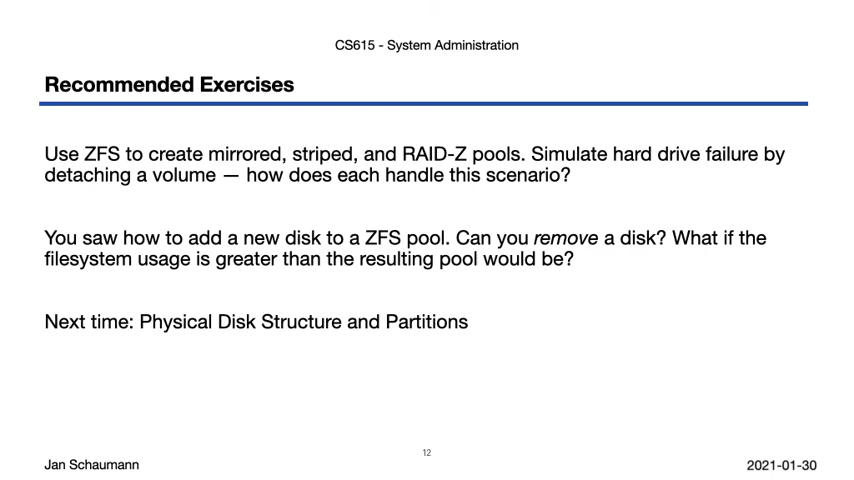 CS615 - System Administration
Recommended Exercises
Use ZFS to create mirrored, striped, and RAID-Z pools. Simulate hard drive failure by
detaching a volume — how does each handle this scenario?
You saw how to add a new disk to a ZFS pool. Can you remove a disk? What if the
filesystem usage is greater than the resulting pool would be?
Next time: Physical Disk Structure and Partitions
12
Jan Schaumann
2021-01-30